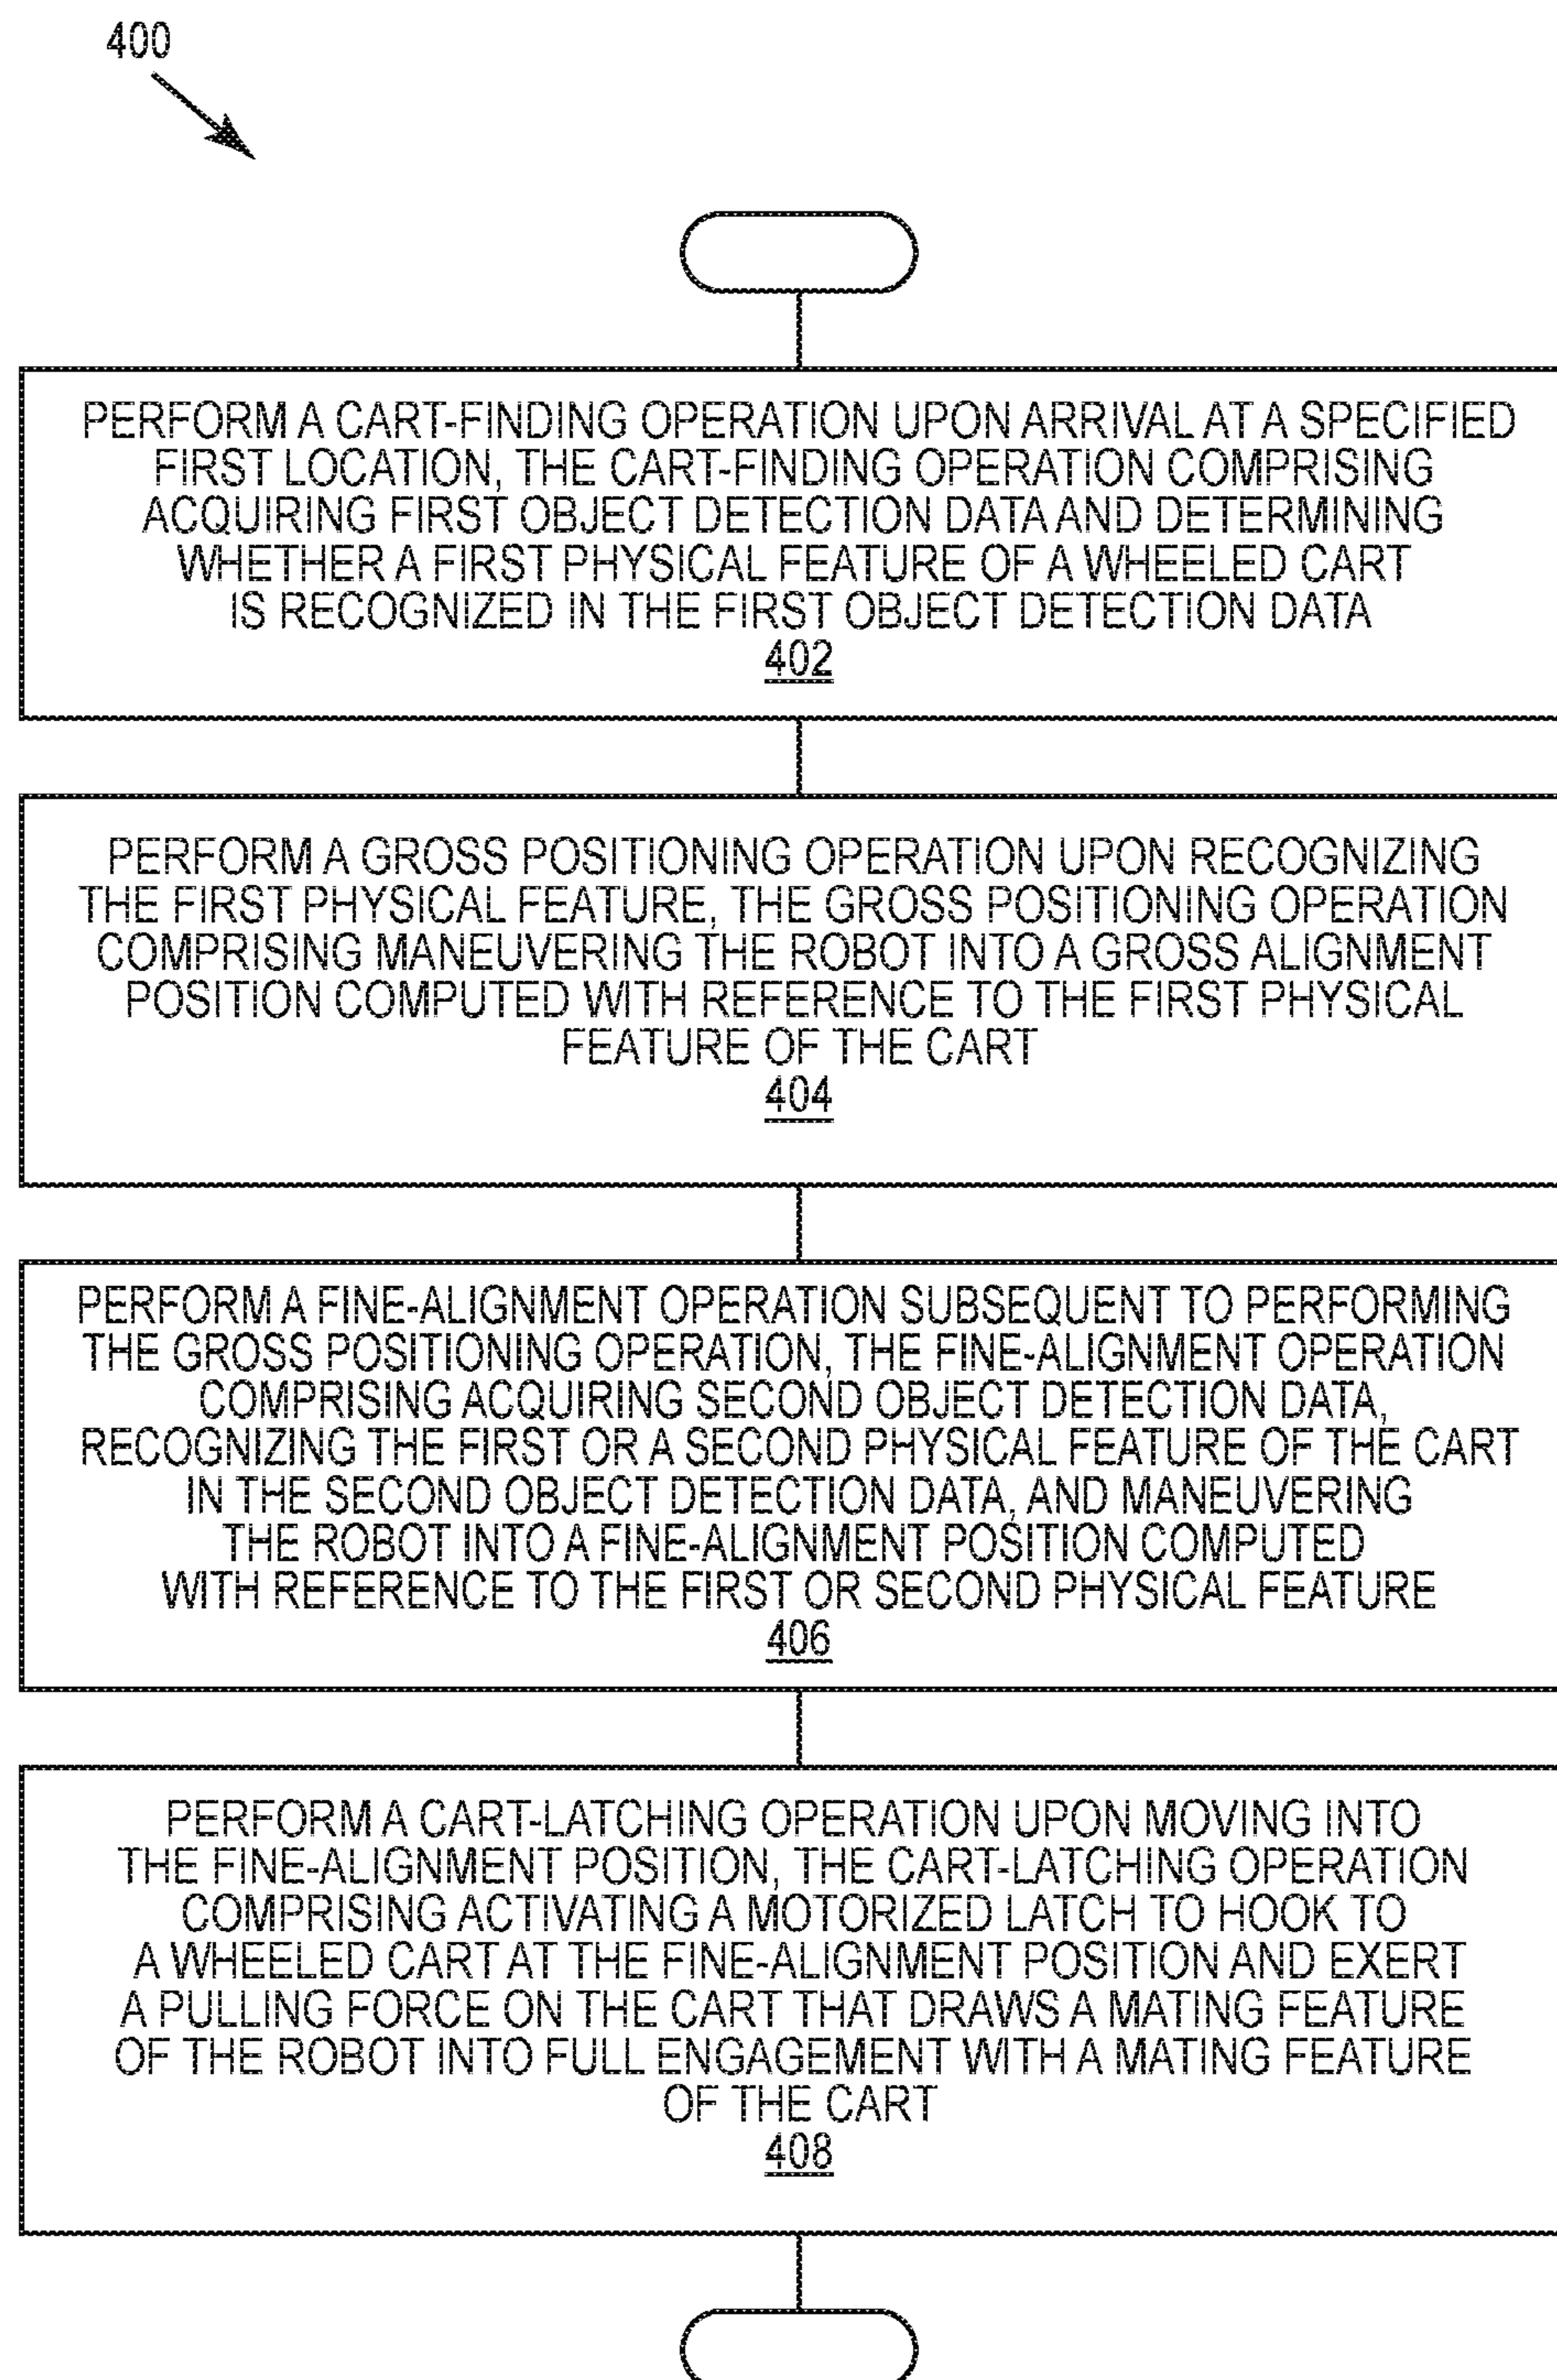 400
PERFORM A CART-FINDING OPERATION UPON ARRIVAL AT A SPECIFIED
FIRST LOCATION, THE CART-FINDING OPERATION COMPRISING
ACQUIRING FIRST OBJECT DETECTION DATA AND DETERMINING
WHETHER A FIRST PHYSICAL FEATURE OF A WHEELED CART
IS RECOGNIZED IN THE FIRST OBJECT DETECTION DATA
402
PERFORM A GROSS POSITIONING OPERATION UPON RECOGNIZING
THE FIRST PHYSICAL FEATURE, THE GROSS POSITIONING OPERATION
COMPRISING MANEUVERING THE ROBOT INTO A GROSS ALIGNMENT
POSITION COMPUTED WITH REFERENCE TO THE FIRST PHYSICAL
FEATURE OF THE CART
404
PERFORM A FINE-ALIGNMENT OPERATION SUBSEQUENT TO PERFORMING
THE GROSS POSITIONING OPERATION, THE FINE-ALIGNMENT OPERATION
COMPRISING ACQUIRING SECOND OBJECT DETECTION DATA,
RECOGNIZING THE FIRST OR A SECOND PHYSICAL FEATURE OF THE CART
IN THE SECOND OBJECT DETECTION DATA, AND MANEUVERING
THE ROBOT INTO A FINE-ALIGNMENT POSITION COMPUTED
WITH REFERENCE TO THE FIRST OR SECOND PHYSICAL FEATURE
406
PERFORM A CART-LATCHING OPERATION UPON MOVING INTO
THE FINE-ALIGNMENT POSITION, THE CART-LATCHING OPERATION
COMPRISING ACTIVATING A MOTORIZED LATCH TO HOOK TO
A WHEELED CART AT THE FINE-ALIGNMENT POSITION AND EXERT
A PULLING FORCE ON THE CART THAT DRAWS A MATING FEATURE
OF THE ROBOT INTO FULL ENGAGEMENT WITH A MATING FEATURE
OF THE CART
408